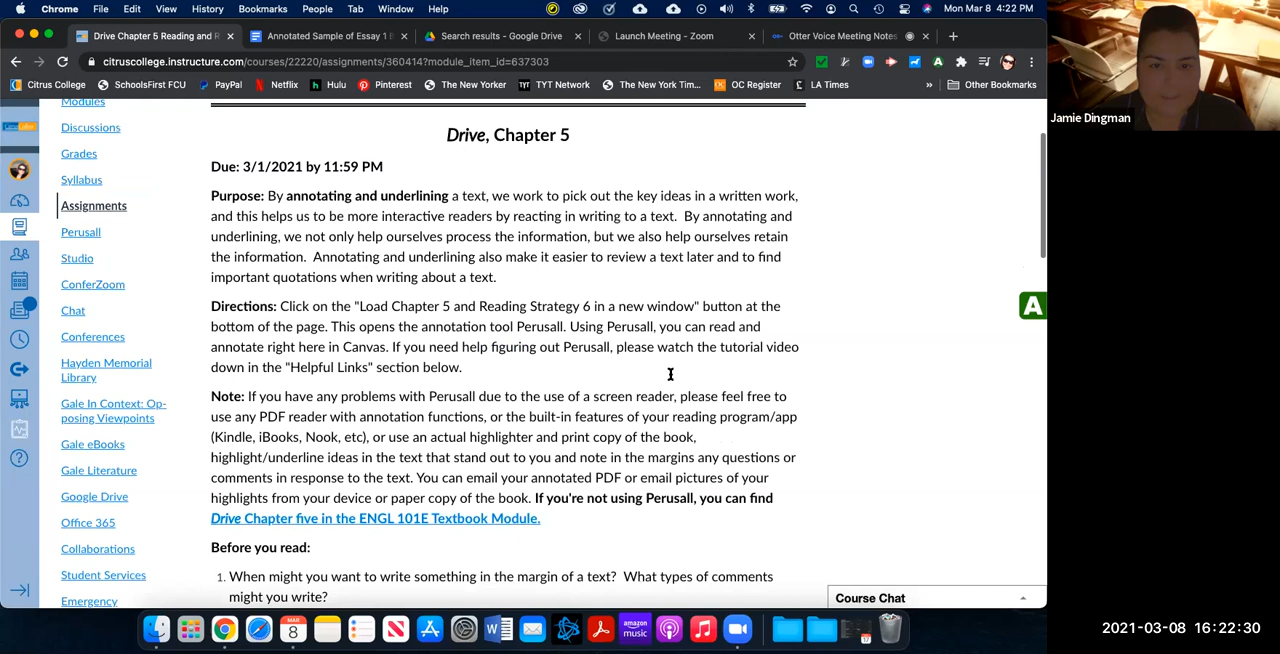 Chrome File Edit View History Bookmarks People Tab Window Help Mon Mar 8 4:22 PM
Drive Chapter 5 Reading and R Annotated Sample of Essay 1 Search results - Google Drive Launch Meeting - Zoom Otter Voice Meeting Notes
citruscollege.instructure.com/courses/22220/assignments/360414?module_item_id=637303
Citrus College SchoolsFirst FCU PayPal Netflix Hulu Pinterest The New Yorker TYT Network The New York Tim... OC Register LA Times » Other Bookmarks
Modules
Discussions
Grades
Syllabus
Assignments
Perusall
Studio
ConferZoom
Chat
Conferences
Hayden Memorial
Library
Gale In Context: Op-
posing Viewpoints
Gale eBooks
Gale Literature
Google Drive
Office 365
Collaborations
Student Services
Emergency
Drive, Chapter 5
Due: 3/1/2021 by 11:59 PM
Purpose: By annotating and underlining a text, we work to pick out the key ideas in a written work,
and this helps us to be more interactive readers by reacting in writing to a text. By annotating and
underlining, we not only help ourselves process the information, but we also help ourselves retain
the information. Annotating and underlining also make it easier to review a text later and to find
important quotations when writing about a text.
Directions: Click on the "Load Chapter 5 and Reading Strategy 6 in a new window" button at the
bottom of the page. This opens the annotation tool Perusall. Using Perusall, you can read and
annotate right here in Canvas. If you need help figuring out Perusall, please watch the tutorial video
down in the "Helpful Links" section below.
Note: If you have any problems with Perusall due to the use of a screen reader, please feel free to
use any PDF reader with annotation functions, or the built-in features of your reading program/app
(Kindle, iBooks, Nook, etc), or use an actual highlighter and print copy of the book,
highlight/underline ideas in the text that stand out to you and note in the margins any questions or
comments in response to the text. You can email your annotated PDF or email pictures of your
highlights from your device or paper copy of the book. If you're not using Perusall, you can find
Drive Chapter five in the ENGL 101E Textbook Module.
Before you read:
1. When might you want to write something in the margin of a text? What types of comments
might you write?
A
Course Chat
Jamie Dingman
MAR
8
amazon
music
2021-03-08 16:22:30